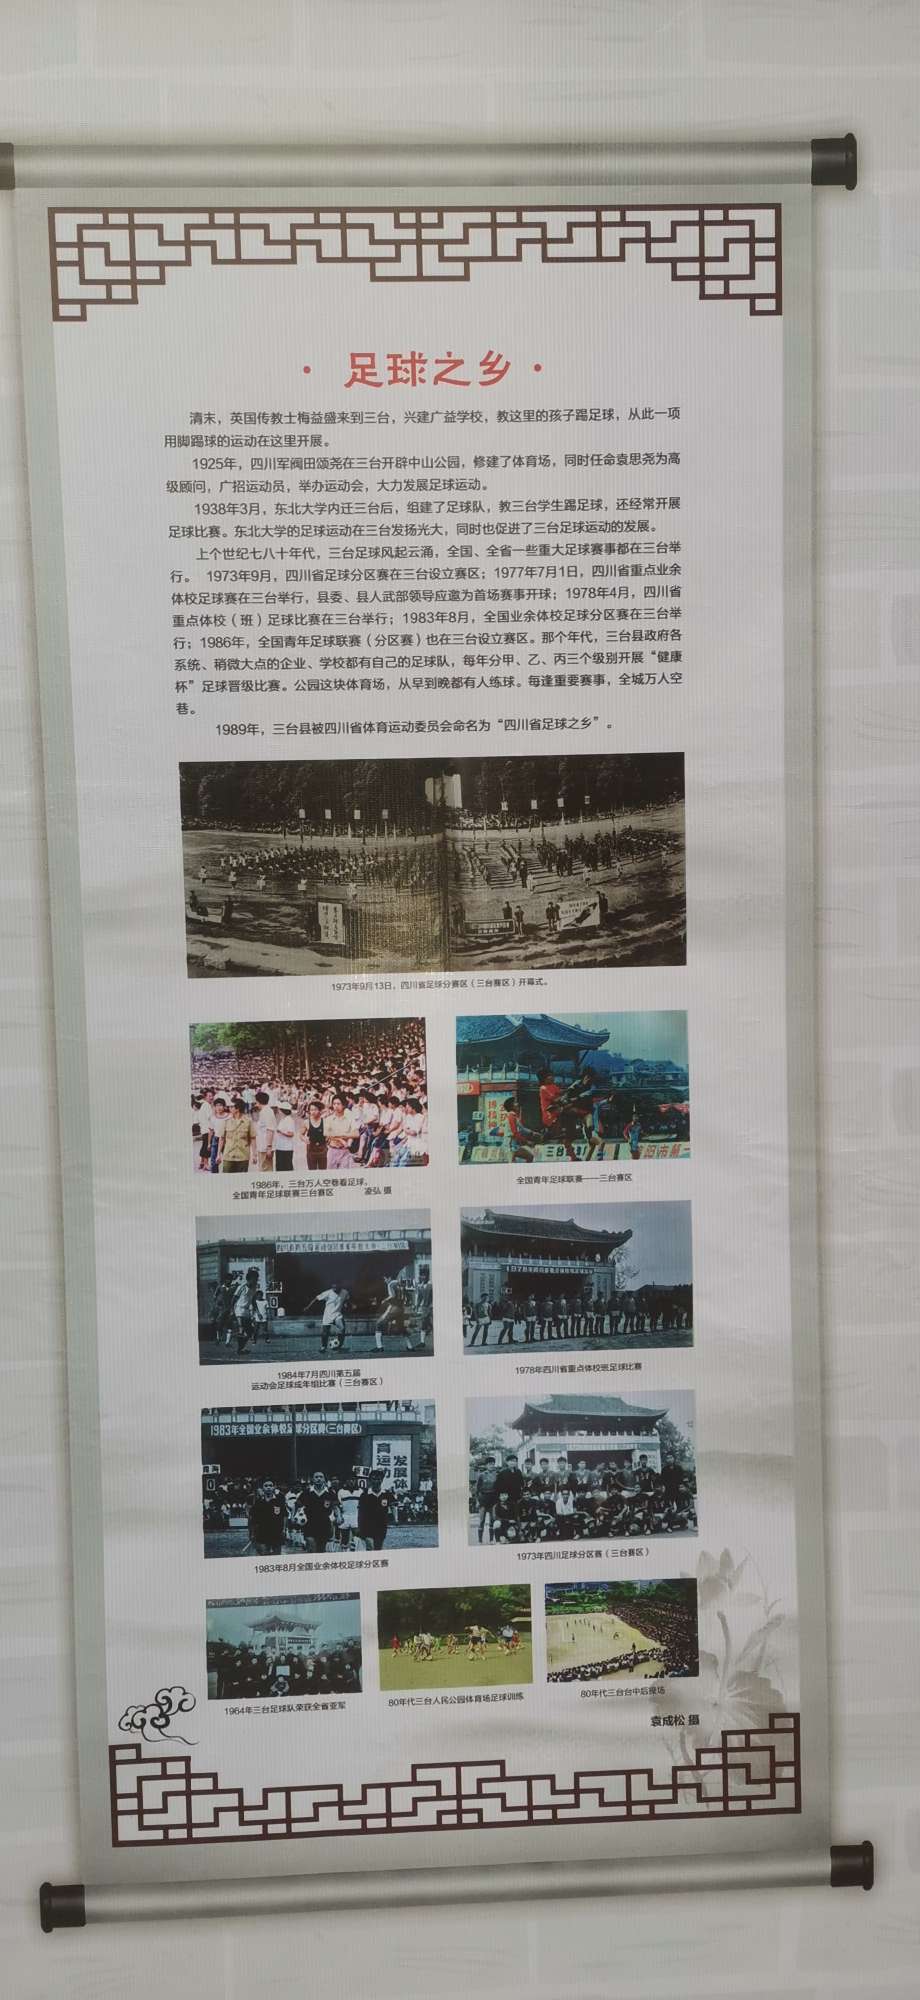 · 足球之乡 ·
清末，英国传教士梅益盛来到三台，兴建广益学校，教这里的孩子踢足球，从此一项
用脚踢球的运动在这里开展。
1925年，四川军阀田颂尧在三台开辟中山公园，修建了体育场，同时任命袁思尧为高
级顾问，广招运动员，举办运动会，大力发展足球运动。
1938年3月，东北大学内迁三台后，组建了足球队，教三台学生踢足球，还经常开展
足球比赛。东北大学的足球运动在三台发扬光大，同时也促进了三台足球运动的发展。
上个世纪七八十年代，三台足球风起云涌，全国、全省一些重大足球赛事都在三台举
行。 1973年9月，四川省足球分区赛在三台设立赛区；1977年7月1日，四川省重点业余
体校足球赛在三台举行，县委、县人武部领导应邀为首场赛事开球；1978年4月，四川省
重点体校（班）足球比赛在三台举行；1983年8月，全国业余体校足球分区赛在三台举
行；1986年，全国青年足球联赛（分区赛）也在三台设立赛区。那个年代，三台县政府各
系统、稍微大点的企业、学校都有自己的足球队，每年分甲、乙、丙三个级别开展“健康
杯”足球晋级比赛。公园这块体育场，从早到晚都有人练球。每逢重要赛事，全城万人空
巷。
1989年，三台县被四川省体育运动委员会命名为“四川省足球之乡”。
1973年9月13日，四川省足球分赛区（三台赛区）开幕式。
1986年，三台万人空巷看足球，
全国青年足球联赛三台赛区 凌弘 摄
全国青年足球联赛——三台赛区
1984年7月四川第五届
运动会足球成年组比赛（三台赛区）
1978年四川省重点体校班足球比赛
1983年全国业余体校足球分区赛(三台赛区)
育运动
发展体
1983年8月全国业余体校足球分区赛
1973年四川足球分区赛（三台赛区）
1964年三台足球队荣获全省亚军
80年代三台人民公园体育场足球训练
80年代三台台中后操场
袁成松 摄